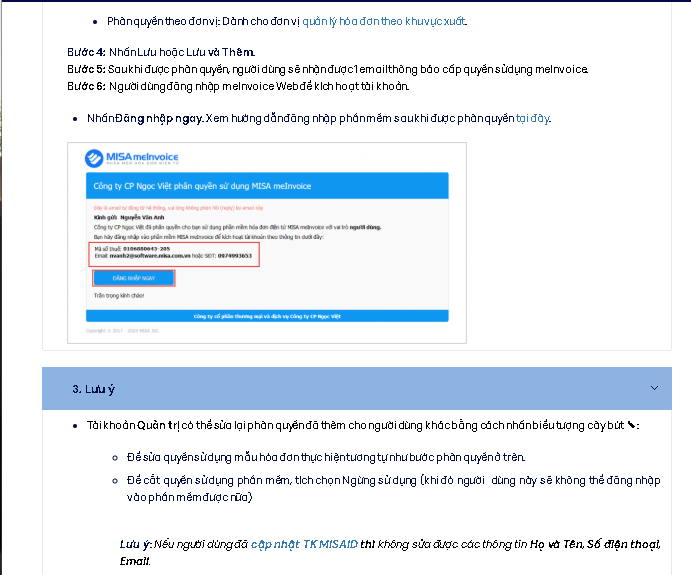 Phân quyền theo đơn vị: Dành cho đơn vị quản lý hóa đơn theo khu vực xuất.
Bước 4: Nhấn Lưu hoặc Lưu và Thêm.
Bước 5: Sau khi được phân quyền, người dùng sẽ nhận được 1 email thông báo cấp quyền sử dụng meInvoice.
Bước 6: Người dùng đăng nhập meInvoice Web để kích hoạt tài khoản.
Nhấn Đăng nhập ngay. Xem hướng dẫn đăng nhập phần mềm sau khi được phân quyền tại đây.
MISA meInvoice
PHẦN MỀM HÓA ĐƠN ĐIỆN TỬ
Công ty CP Ngọc Việt phân quyền sử dụng MISA meInvoice
Đây là email tự động từ hệ thống, vui lòng không phản hồi (reply) lại email này
Kính gửi: Nguyễn Vân Anh
Công ty CP Ngọc Việt đã phân quyền cho bạn sử dụng phần mềm hóa đơn điện tử MISA meInvoice với vai trò người dùng.
Bạn hãy đăng nhập vào phần mềm MISA meInvoice để kích hoạt tài khoản theo thông tin dưới đây:
Mã số thuế: 0106880643-205
Email: nvanh2@software.misa.com.vn hoặc SĐT: 0974993653
ĐĂNG NHẬP NGAY
Trân trọng kính chào!
Công ty cổ phần thương mại và dịch vụ Công ty CP Ngọc Việt
Copyright © 2017 - 2020 MISA JSC
3. Lưu ý
Tài khoản Quản trị có thể sửa lại phân quyền đã thêm cho người dùng khác bằng cách nhấn biểu tượng cây bút ✎:
Để sửa quyền sử dụng mẫu hóa đơn thực hiện tương tự như bước phân quyền ở trên.
Để cắt quyền sử dụng phần mềm, tích chọn Ngừng sử dụng (khi đó người dùng này sẽ không thể đăng nhập
vào phần mềm được nữa)
Lưu ý: Nếu người dùng đã cập nhật TK MISA ID thì không sửa được các thông tin Họ và Tên, Số điện thoại,
Email.